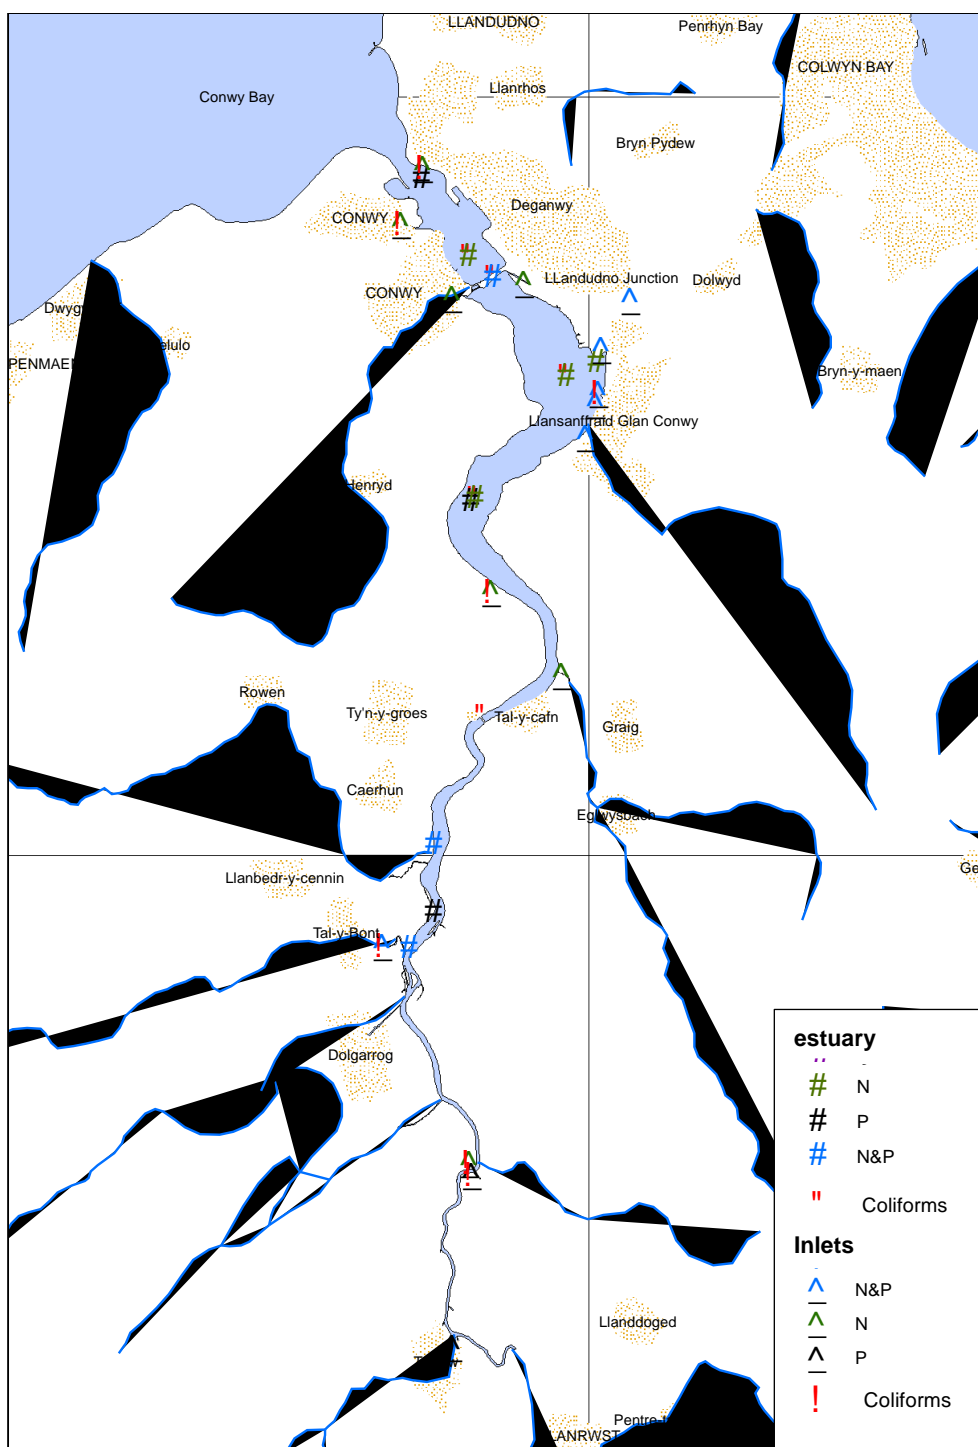 LLANDUDNO
Penrhyn Bay
COLWYN BAY
Llanrhos
Conwy Bay
Bryn Pydew
Deganwy
CONWY
LLandudno Junction
Dolwyd
CONWY
Bryn-y-maen
Llansanffraid Glan Conwy
Henryd
Rowen
Ty'n-y-groes
Tal-y-cafn
Graig
Caerhun
Eglwysbach
Llanbedr-y-cennin
Tal-y-Bont
Dolgarrog
Llanddoged
estuary
# N
# P
# N&P
" Coliforms
Inlets
^ N&P
^ N
^ P
! Coliforms